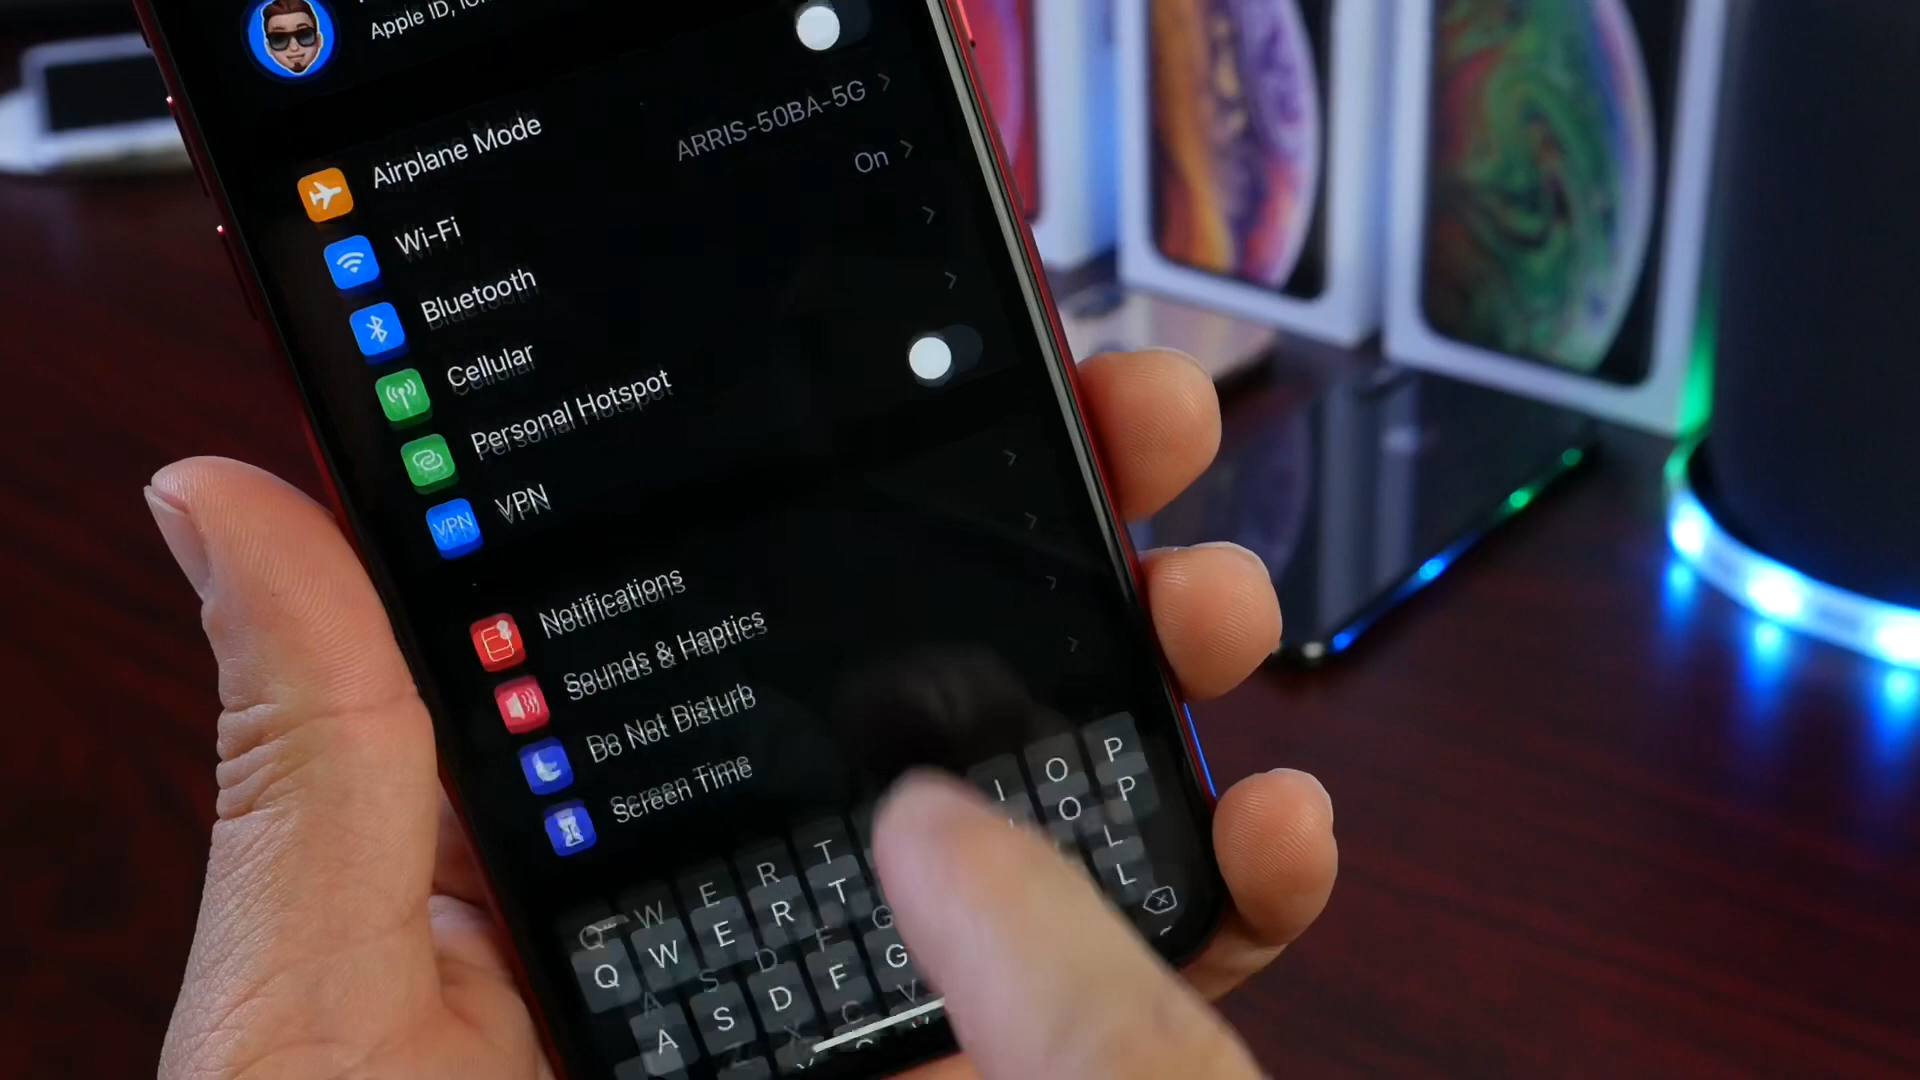 Apple ID,
Airplane Mode
Wi-Fi
ARRIS-50BA-5G
Bluetooth
On
Cellular
Personal Hotspot
VPN
VPN
Notifications
Sounds & Haptics
Do Not Disturb
Screen Time
Q W E R T I O P
A S D F G L